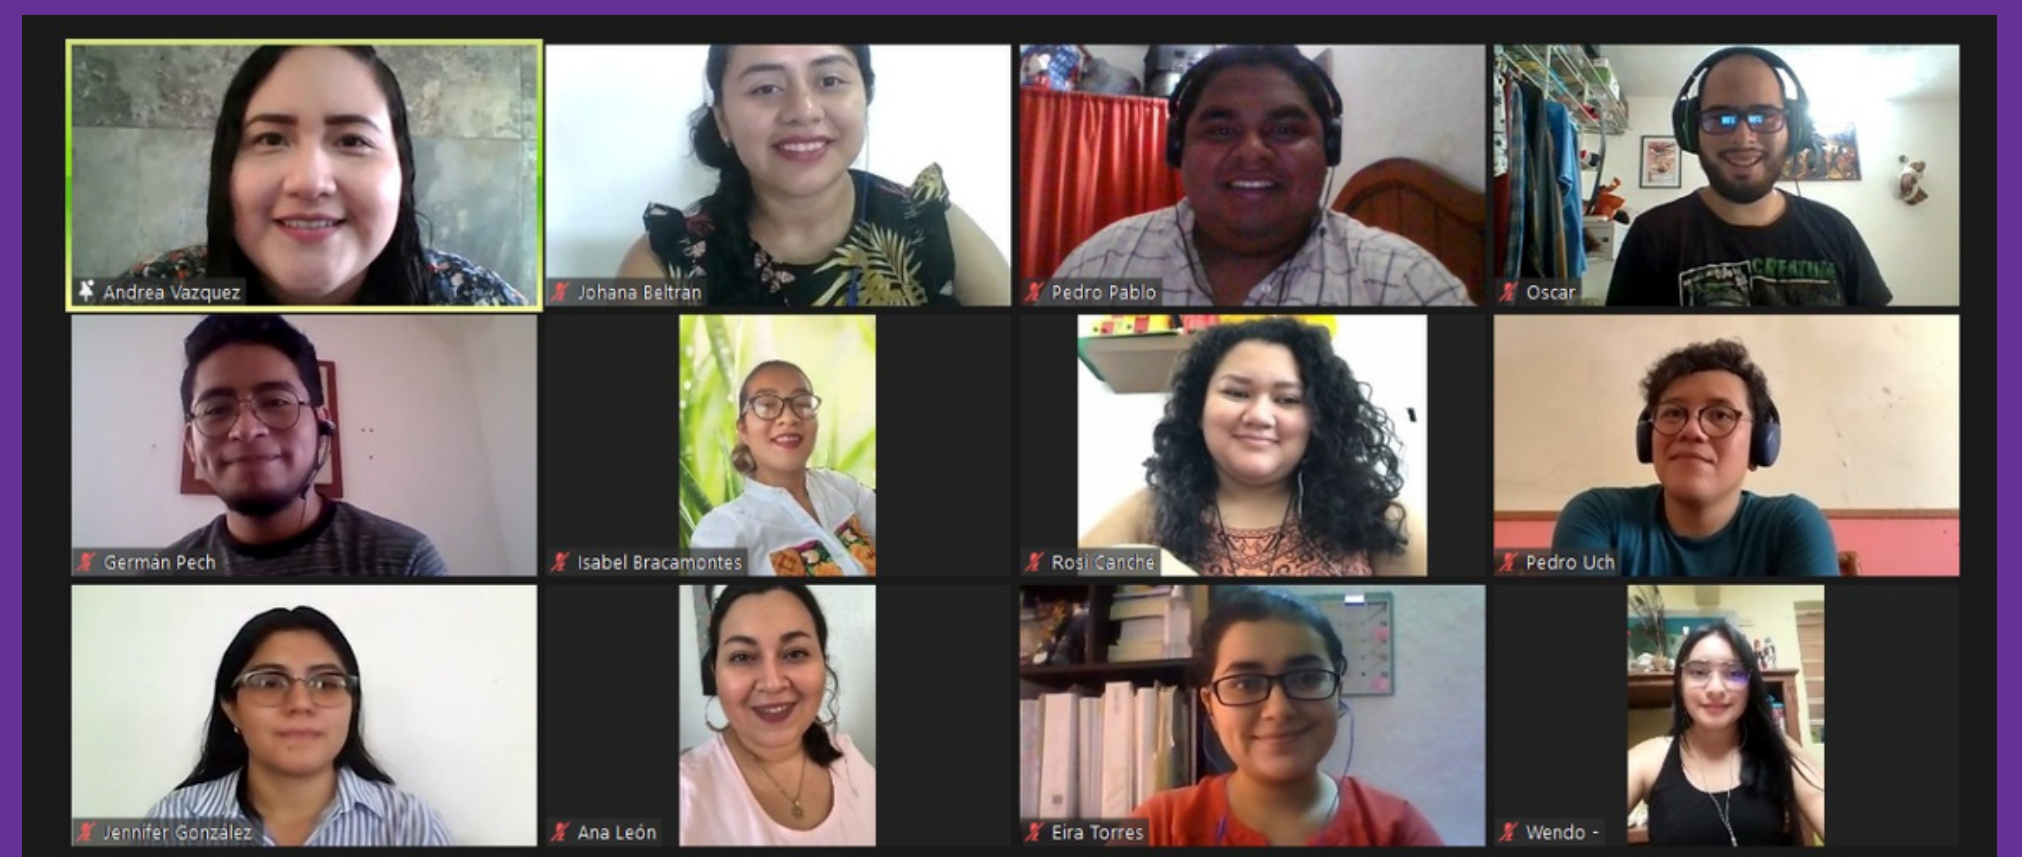 Andrea Vazquez
Johana Beltran
Pedro Pablo
Oscar
Germán Pech
Isabel Bracamontes
Rosi Canché
Pedro Uch
Jennifer González
Ana León
Eira Torres
Wendo -